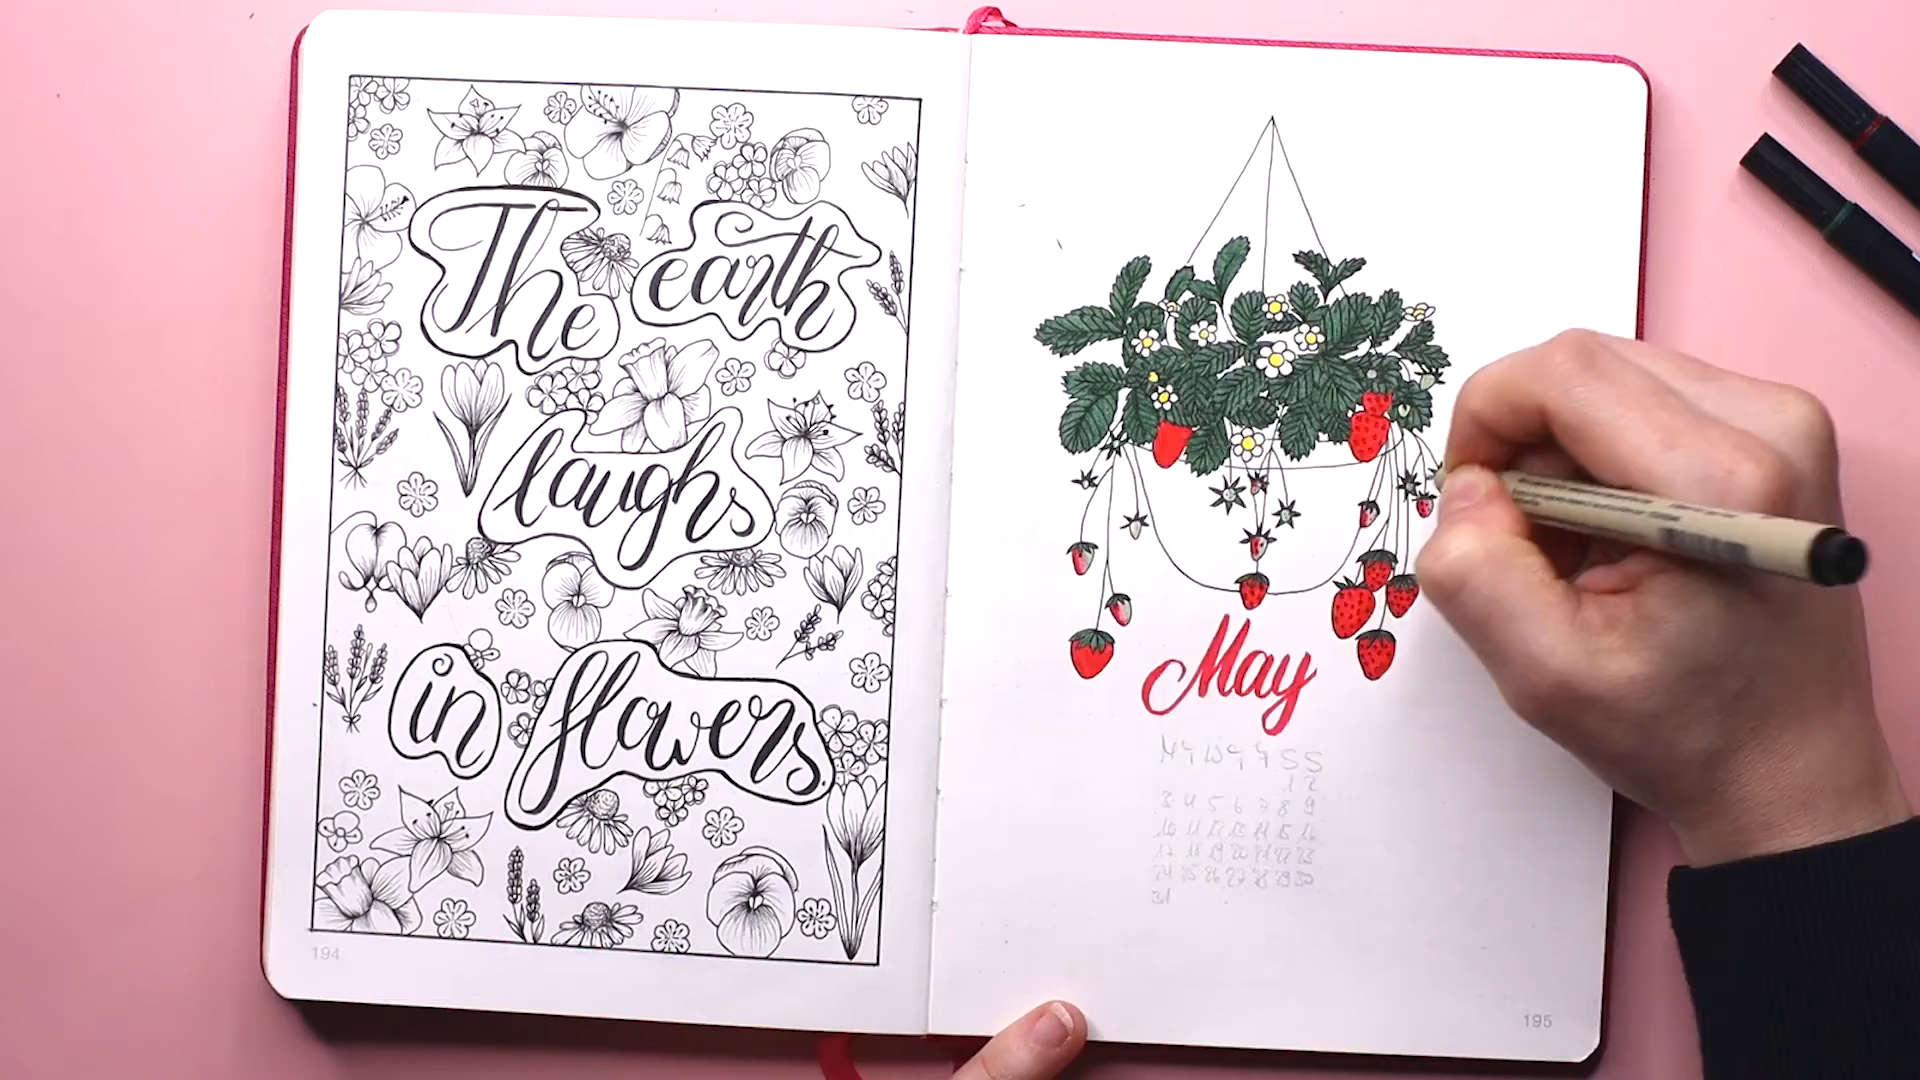 The earth
laughs
in flowers.
194
May
M T W T F S S
1 2
3 4 5 6 7 8 9
10 11 12 13 14 15 16
17 18 19 20 21 22 23
24 25 26 27 28 29 30
31
195